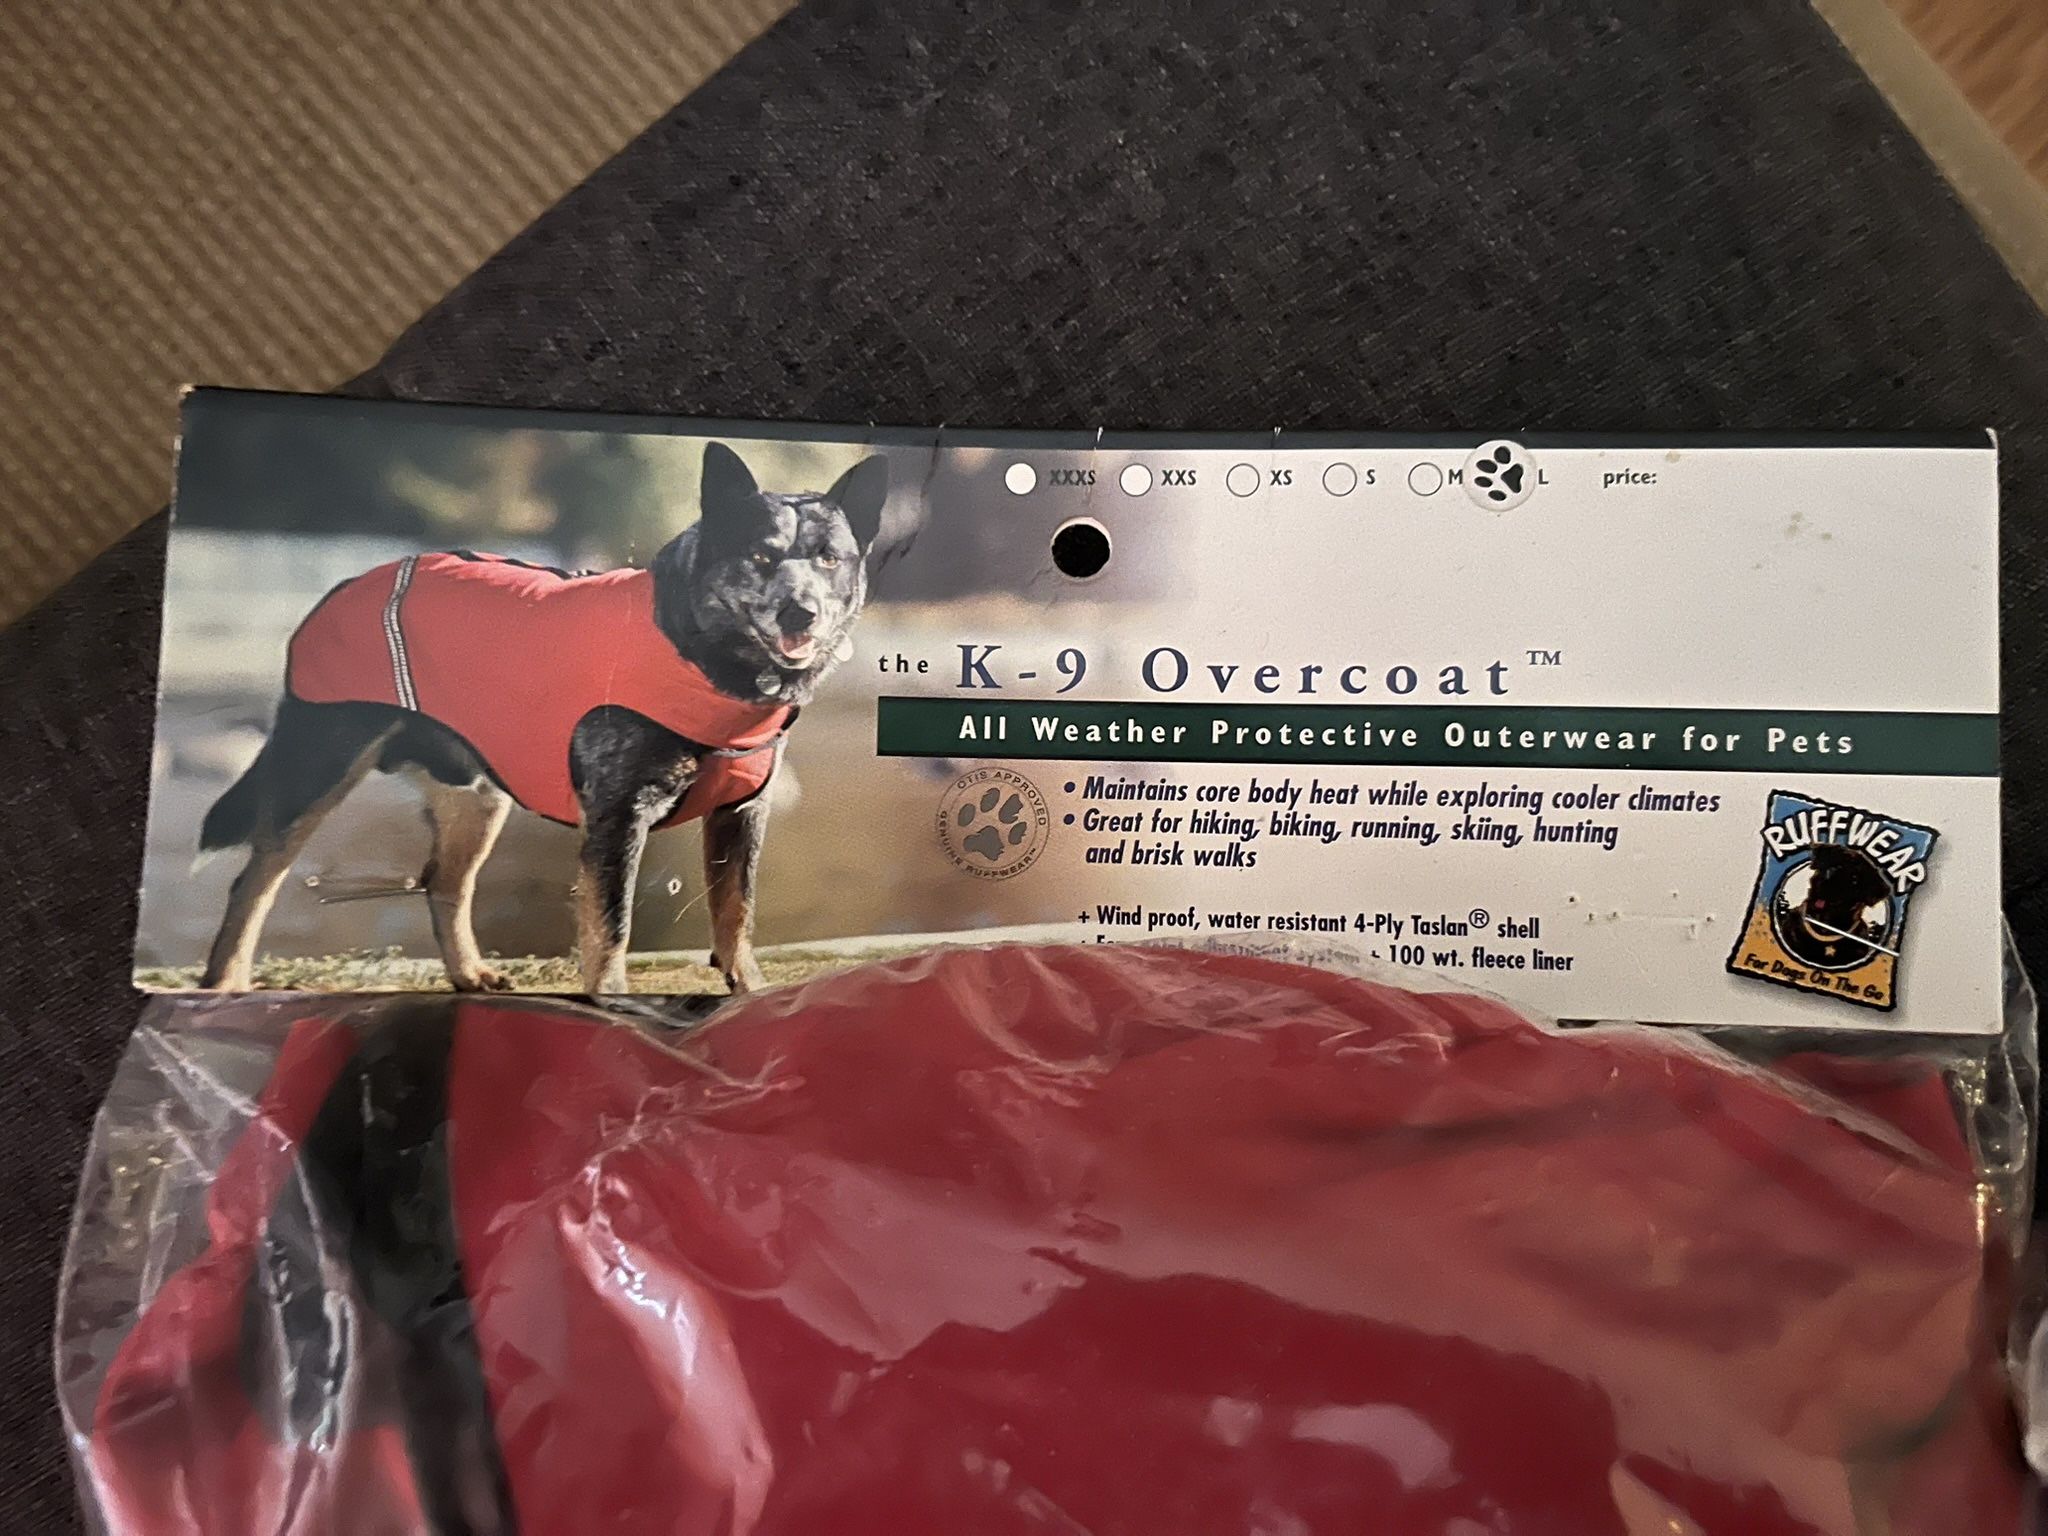 XXXS XXS XS S M L price:
the K-9 Overcoat™
All Weather Protective Outerwear for Pets
OTIS APPROVED
GENUINE RUFFWEAR™
• Maintains core body heat while exploring cooler climates
• Great for hiking, biking, running, skiing, hunting
and brisk walks
+ Wind proof, water resistant 4-Ply Taslan® shell
system + 100 wt. fleece liner
RUFFWEAR
For Dogs On The Go